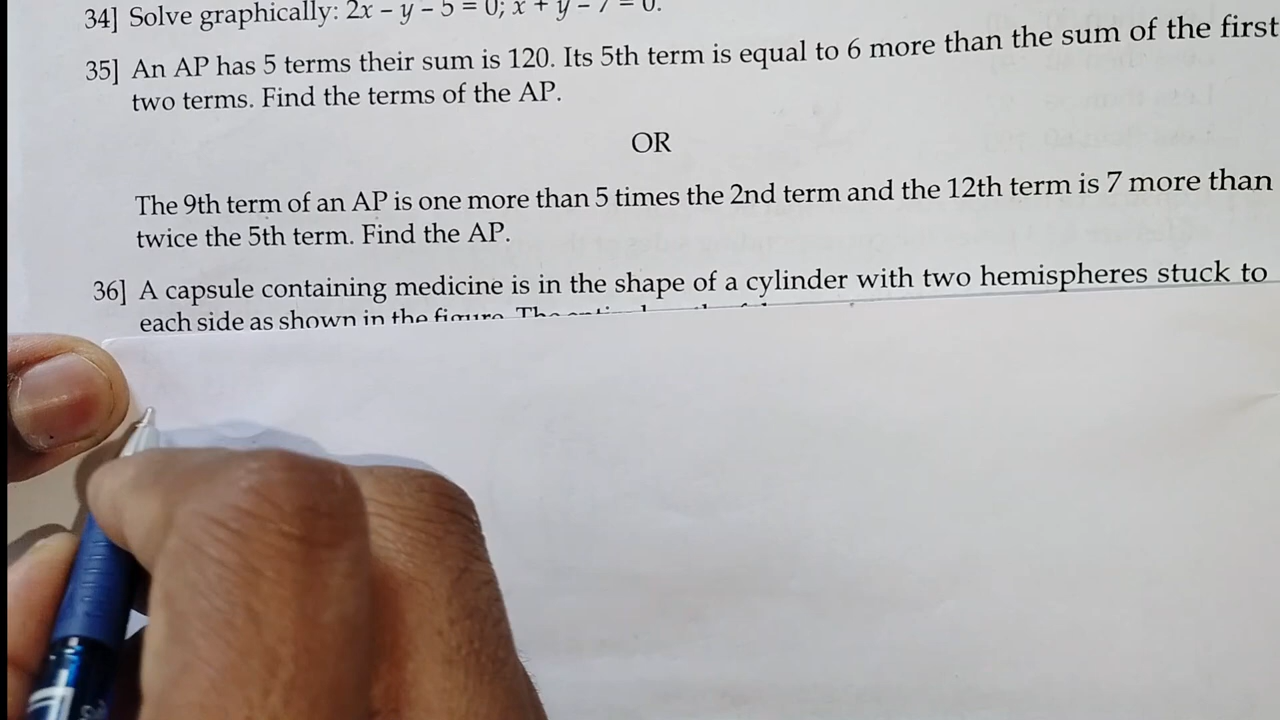 34] Solve graphically: 2x – y – 5 = 0; x + y – 7 = 0.
35] An AP has 5 terms their sum is 120. Its 5th term is equal to 6 more than the sum of the first
two terms. Find the terms of the AP.
OR
The 9th term of an AP is one more than 5 times the 2nd term and the 12th term is 7 more than
twice the 5th term. Find the AP.
36] A capsule containing medicine is in the shape of a cylinder with two hemispheres stuck to
each side as shown in the figure. The